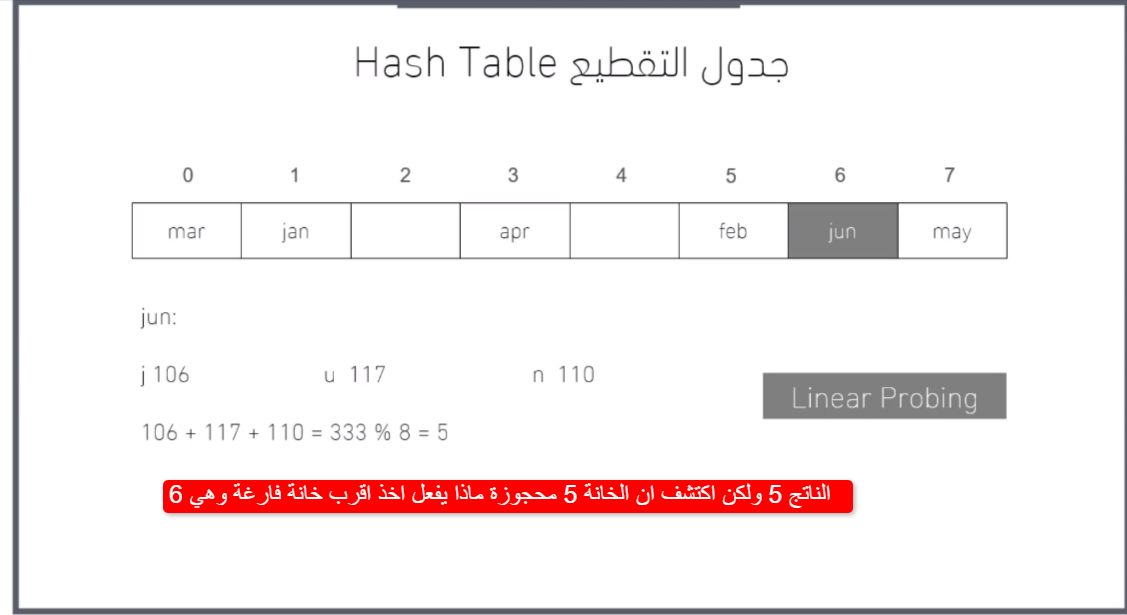 جدول التقطيع Hash Table
0 1 2 3 4 5 6 7
mar jan apr feb jun may
jun:
j 106 u 117 n 110
Linear Probing
106 + 117 + 110 = 333 % 8 = 5
الناتج 5 ولكن اكتشف ان الخانة 5 محجوزة ماذا يفعل اخذ اقرب خانة فارغة وهي 6